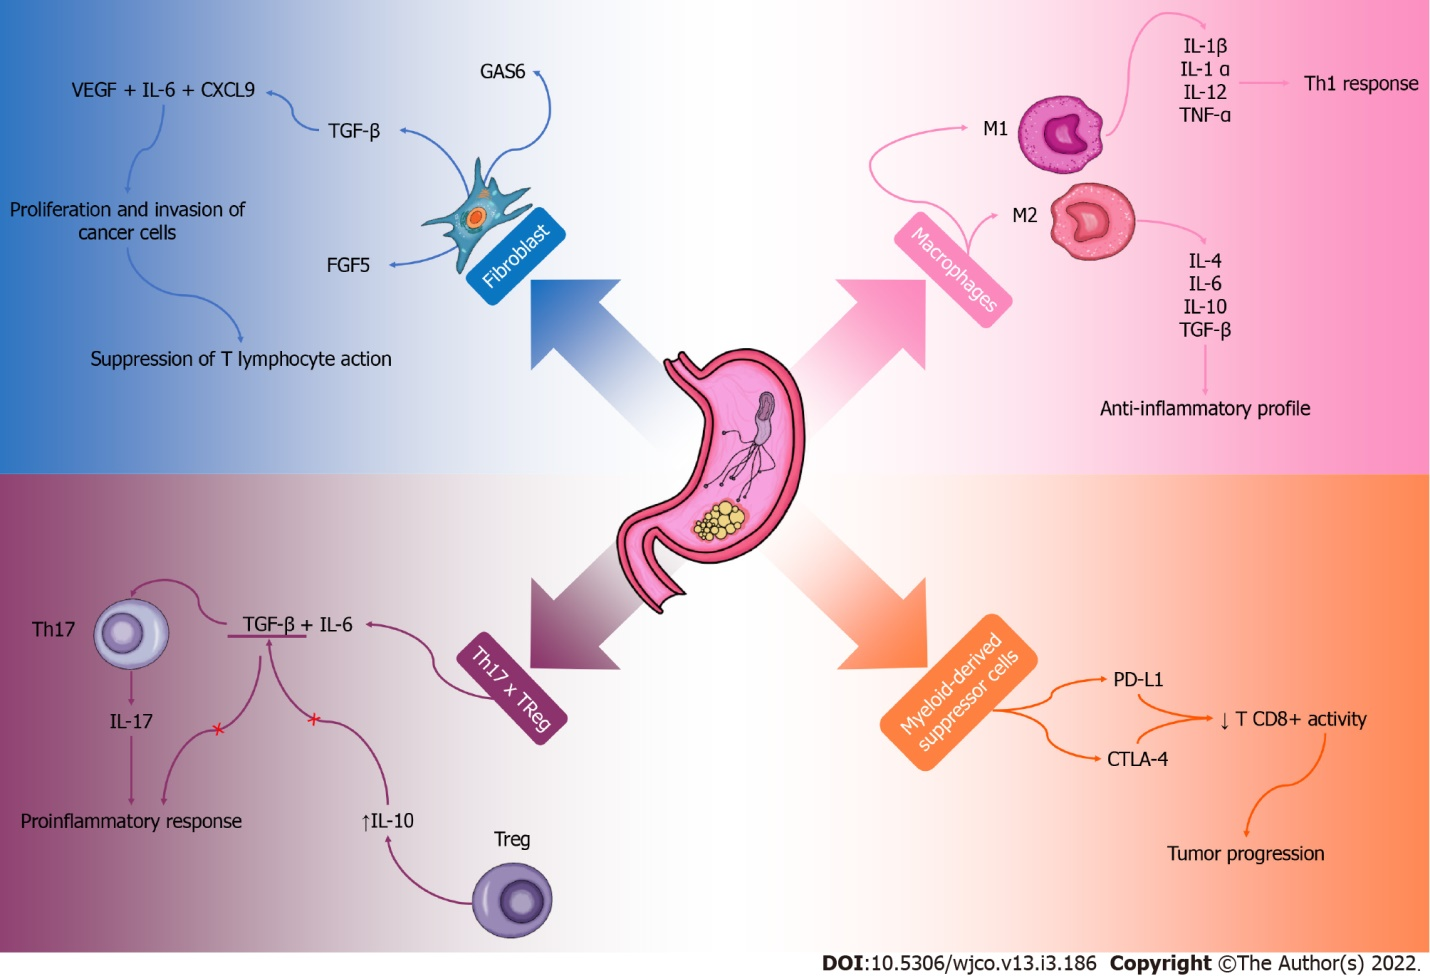 GAS6
VEGF + IL-6 + CXCL9
TGF-β
Proliferation and invasion of
cancer cells
FGF5
Fibroblast
Suppression of T lymphocyte action
IL-1β
IL-1 α
IL-12
TNF-α
Th1 response
M1
M2
Macrophages
IL-4
IL-6
IL-10
TGF-β
Anti-inflammatory profile
Th17
TGF-β + IL-6
Th17 x TReg
IL-17
Proinflammatory response
↑IL-10
Treg
Myeloid-derived
suppressor cells
PD-L1
CTLA-4
↓ T CD8+ activity
Tumor progression
DOI:10.5306/wjco.v13.i3.186 Copyright ©The Author(s) 2022.